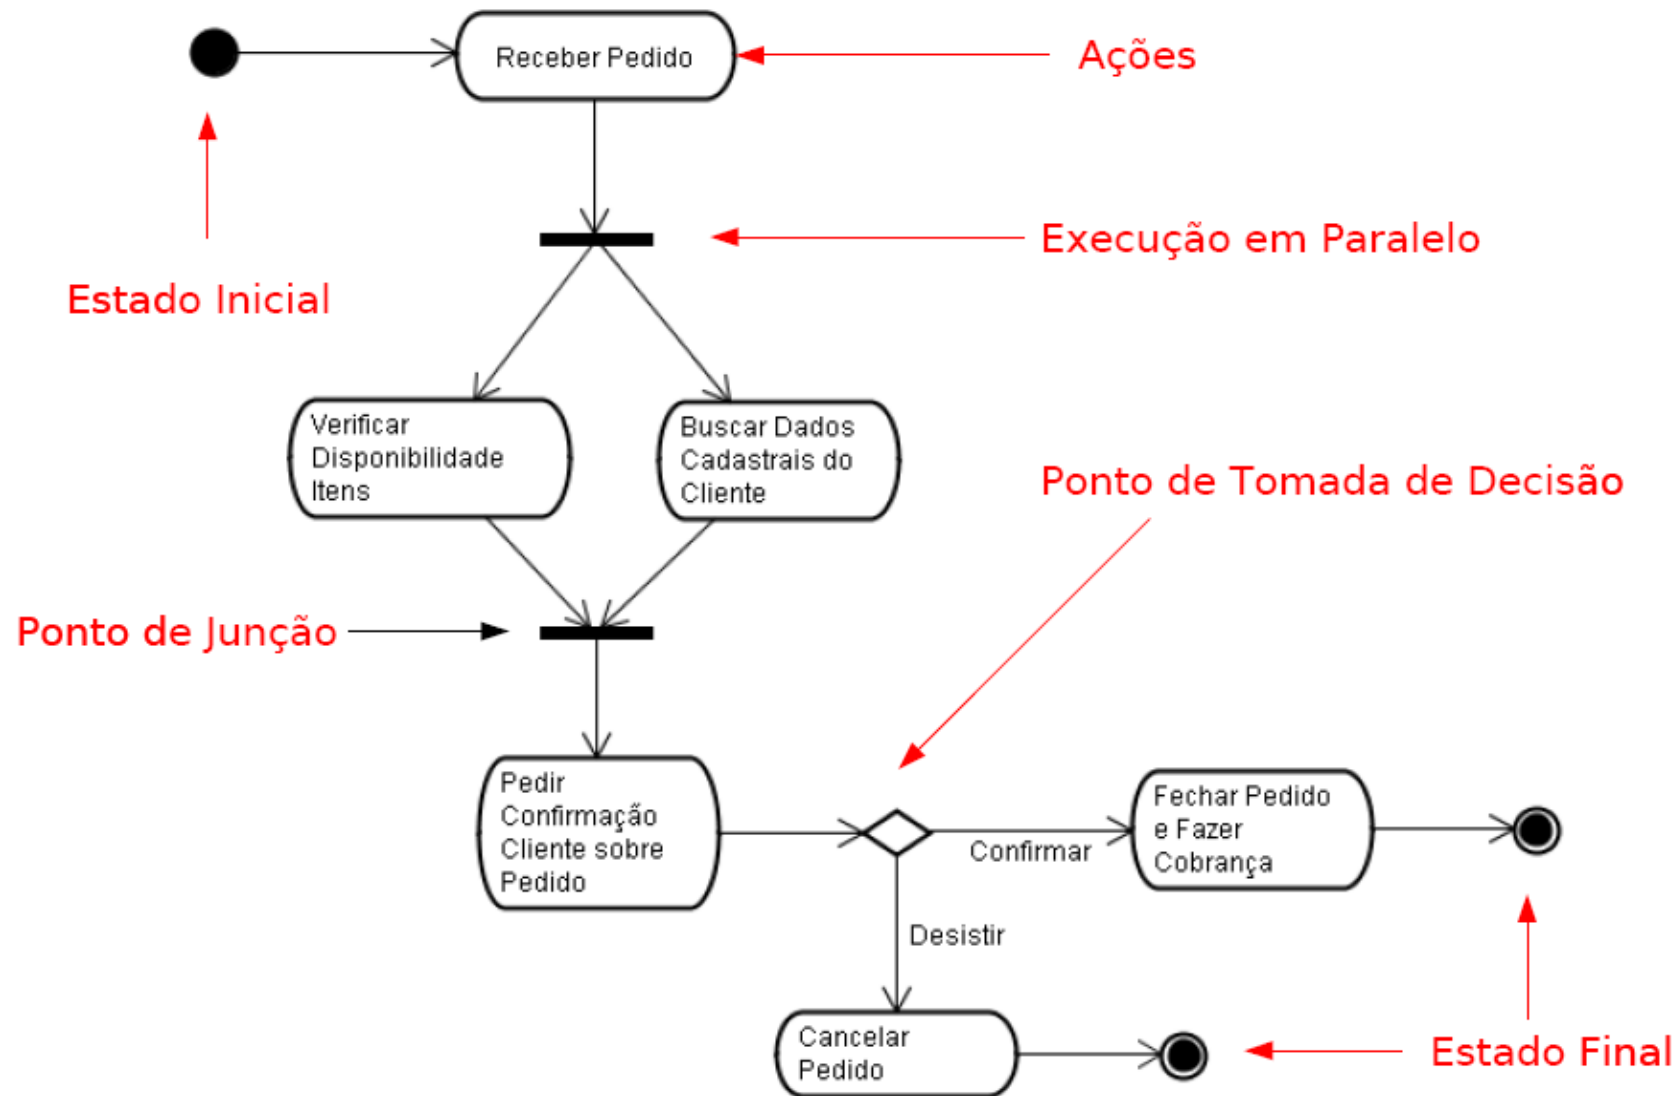 Receber Pedido
Ações
Execução em Paralelo
Estado Inicial
Verificar
Disponibilidade
Itens
Buscar Dados
Cadastrais do
Cliente
Ponto de Tomada de Decisão
Ponto de Junção
Pedir
Confirmação
Cliente sobre
Pedido
Confirmar
Fechar Pedido
e Fazer
Cobrança
Desistir
Cancelar
Pedido
Estado Final